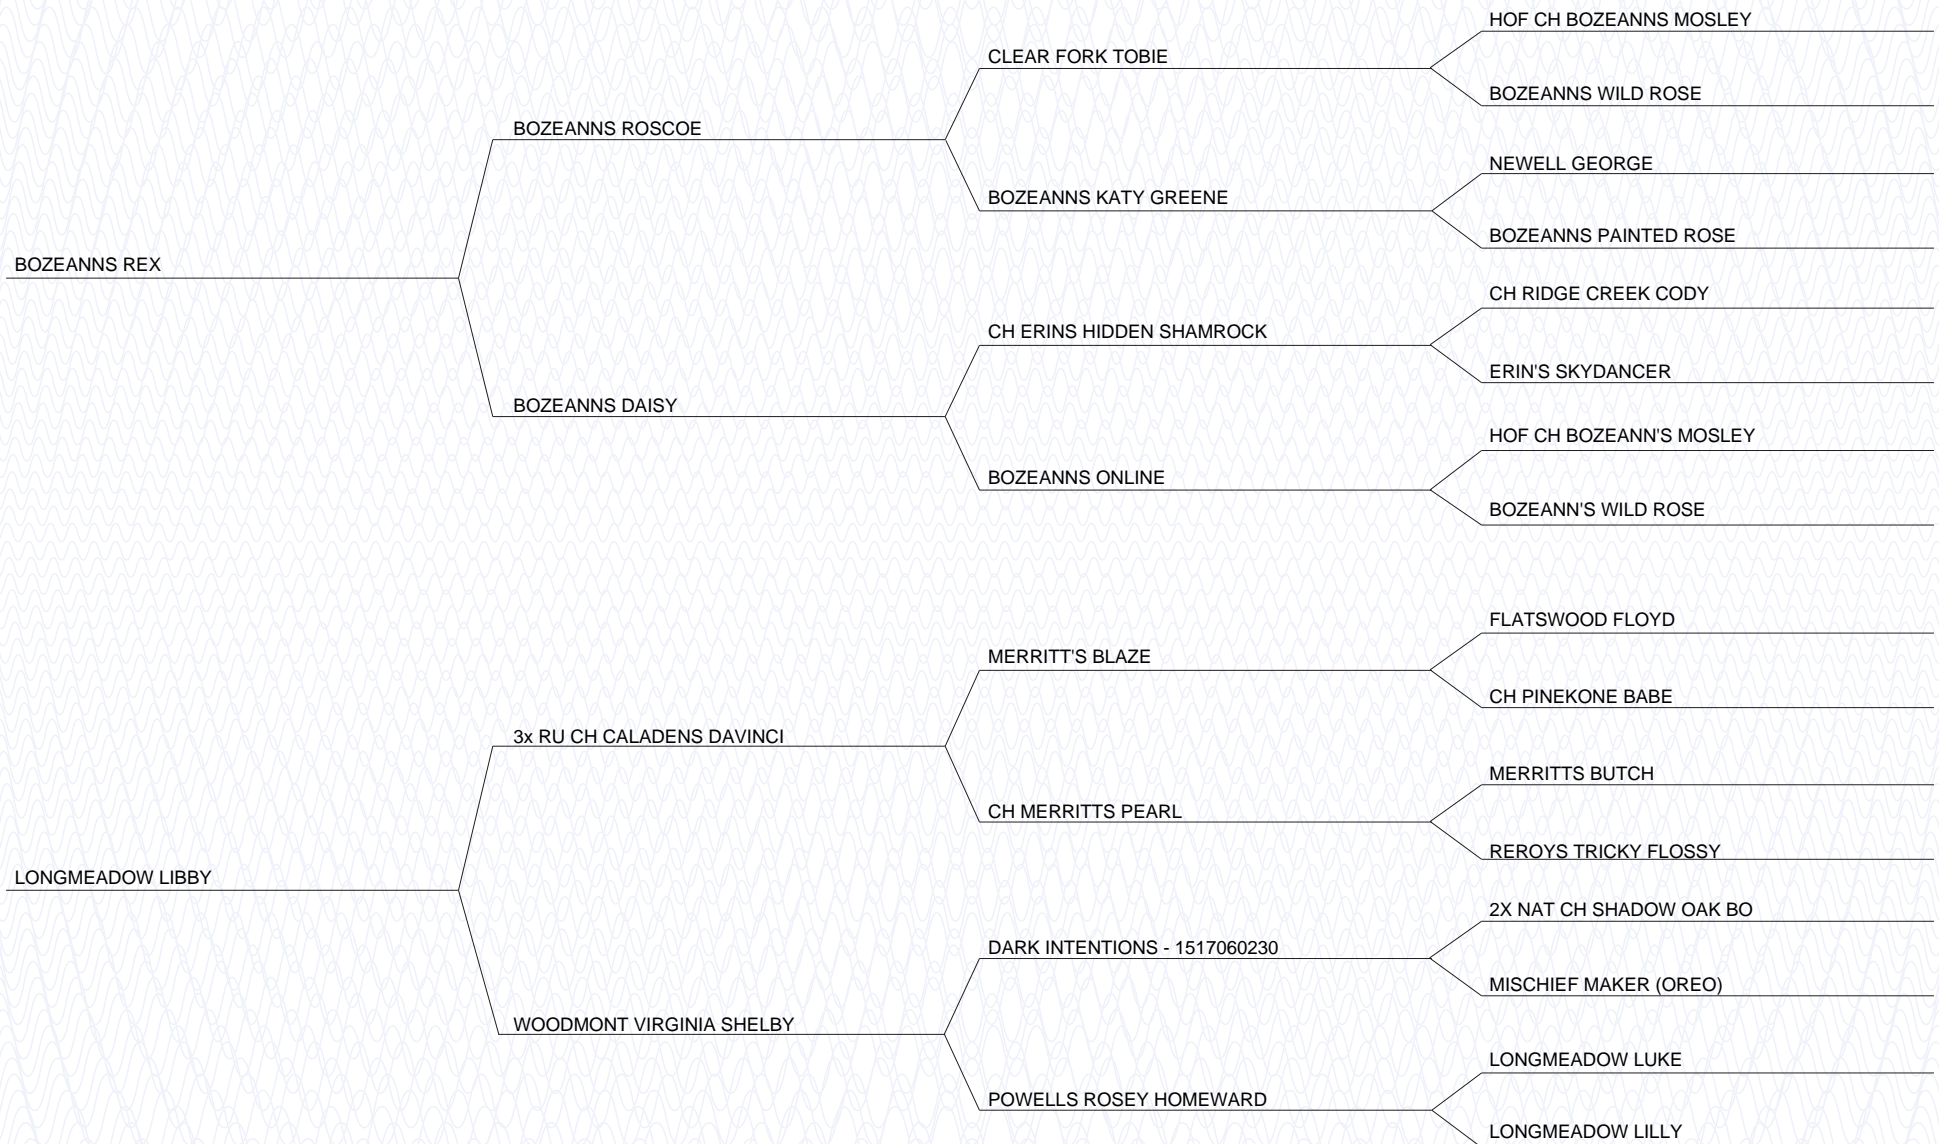 HOF CH BOZEANNS MOSLEY
CLEAR FORK TOBIE
BOZEANNS WILD ROSE
BOZEANNS ROSCOE
NEWELL GEORGE
BOZEANNS KATY GREENE
BOZEANNS PAINTED ROSE
BOZEANNS REX
CH RIDGE CREEK CODY
CH ERINS HIDDEN SHAMROCK
ERIN'S SKYDANCER
BOZEANNS DAISY
HOF CH BOZEANN'S MOSLEY
BOZEANNS ONLINE
BOZEANN'S WILD ROSE
FLATSWOOD FLOYD
MERRITT'S BLAZE
CH PINEKONE BABE
3x RU CH CALADENS DAVINCI
MERRITTS BUTCH
CH MERRITTS PEARL
REROYS TRICKY FLOSSY
LONGMEADOW LIBBY
2X NAT CH SHADOW OAK BO
DARK INTENTIONS - 1517060230
MISCHIEF MAKER (OREO)
WOODMONT VIRGINIA SHELBY
LONGMEADOW LUKE
POWELLS ROSEY HOMEWARD
LONGMEADOW LILLY